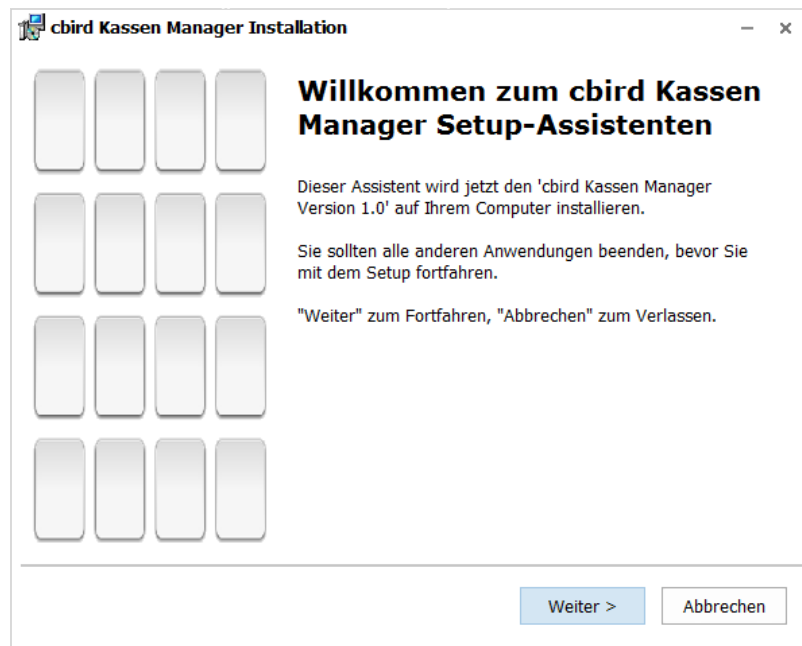 cbird Kassen Manager Installation
Willkommen zum cbird Kassen
Manager Setup-Assistenten
Dieser Assistent wird jetzt den 'cbird Kassen Manager
Version 1.0' auf Ihrem Computer installieren.
Sie sollten alle anderen Anwendungen beenden, bevor Sie
mit dem Setup fortfahren.
"Weiter" zum Fortfahren, "Abbrechen" zum Verlassen.
Weiter >
Abbrechen